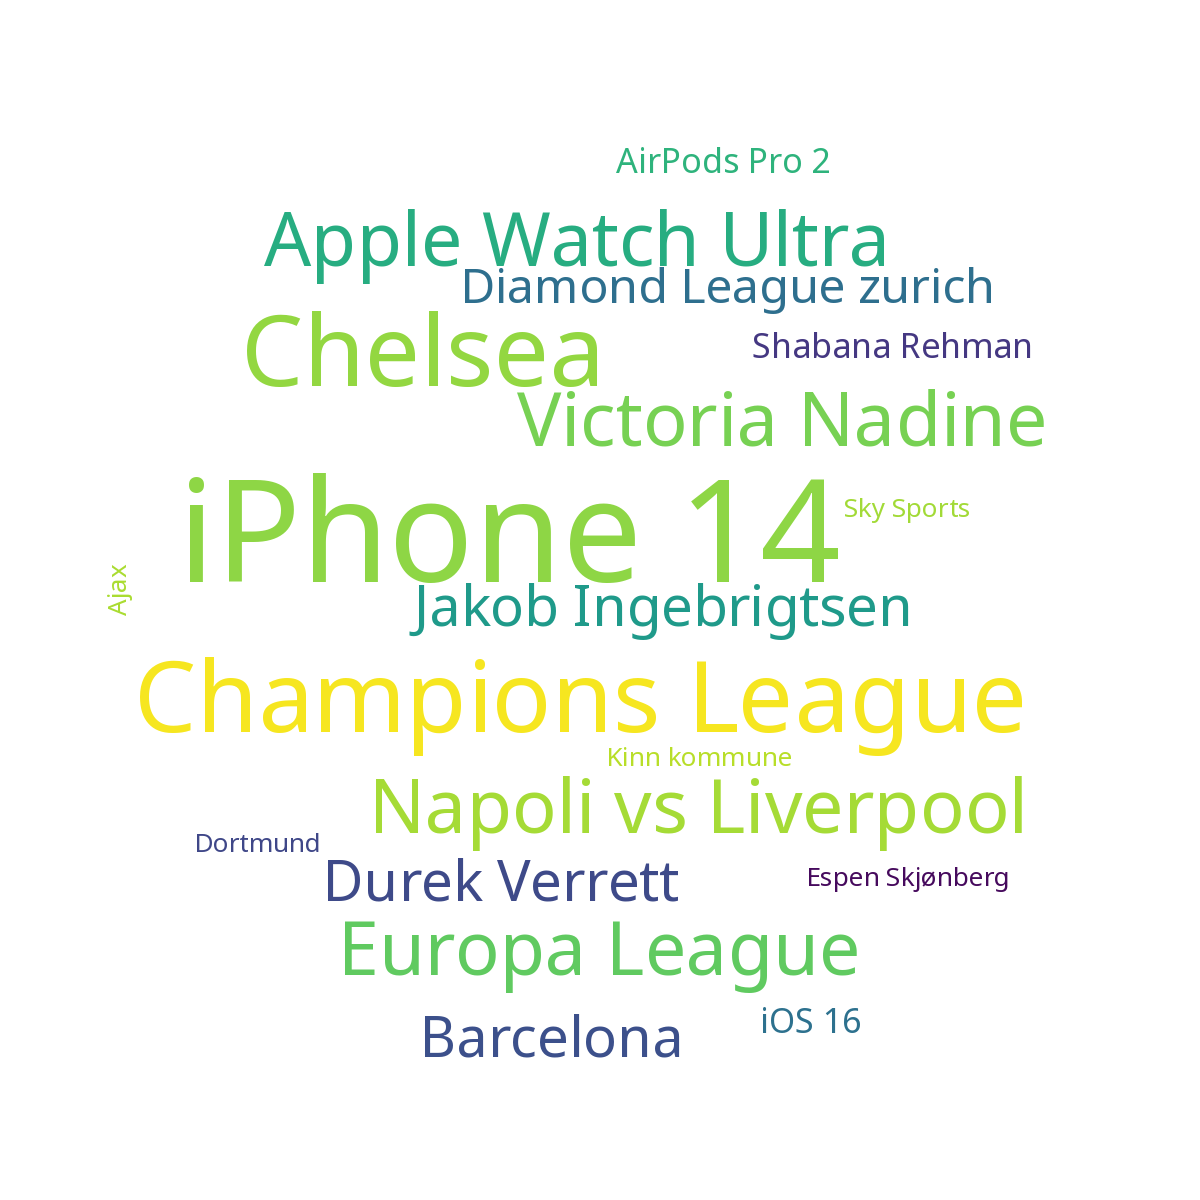 AirPods Pro 2
Apple Watch Ultra
Diamond League zurich
Chelsea
Shabana Rehman
Victoria Nadine
iPhone 14
Sky Sports
Ajax
Jakob Ingebrigtsen
Champions League
Kinn kommune
Napoli vs Liverpool
Dortmund
Durek Verrett
Espen Skjønberg
Europa League
iOS 16
Barcelona